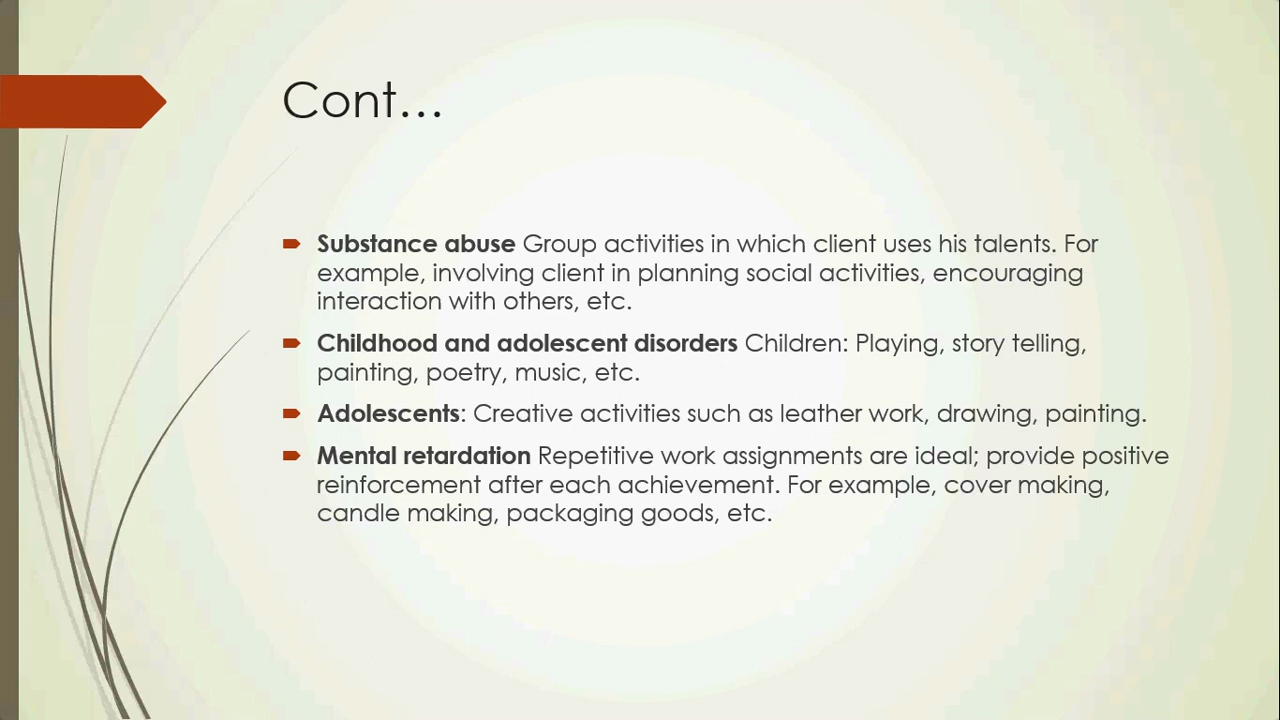 Cont…
Substance abuse Group activities in which client uses his talents. For
example, involving client in planning social activities, encouraging
interaction with others, etc.
Childhood and adolescent disorders Children: Playing, story telling,
painting, poetry, music, etc.
Adolescents: Creative activities such as leather work, drawing, painting.
Mental retardation Repetitive work assignments are ideal; provide positive
reinforcement after each achievement. For example, cover making,
candle making, packaging goods, etc.